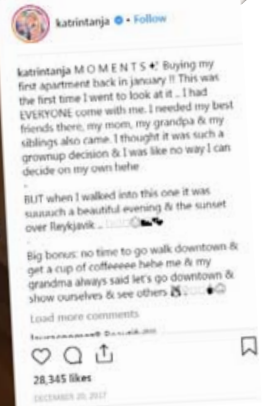 katrintanja • Follow
katrintanja M O M E N T S ✨ Buying my
first apartment back in january !! This was
the first time I went to look at it .. I had
EVERYONE come with me. I needed my best
friends there, my mom, my grandpa & my
siblings also came. I thought it was such a
grownup decision & I was like no way I can
decide on my own hehe
.
BUT when I walked into this one it was
suuuuch a beautiful evening & the sunset
over Reykjavik ..
.
Big bonus: no time to go walk downtown &
get a cup of coffeeeee hehe me & my
grandma always said let's go downtown &
show ourselves & see others
Load more comments
28,345 likes
DECEMBER 20, 2017